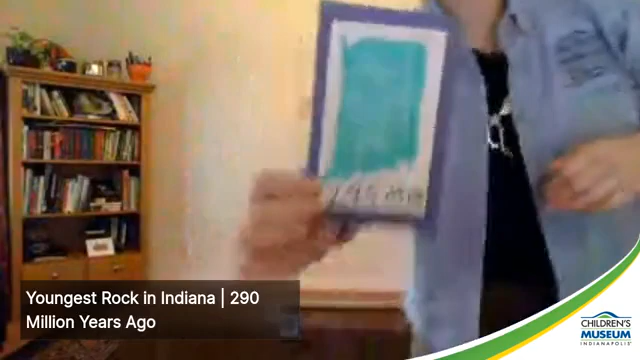 Youngest Rock in Indiana | 290
Million Years Ago
CHILDREN'S
MUSEUM
INDIANAPOLIS